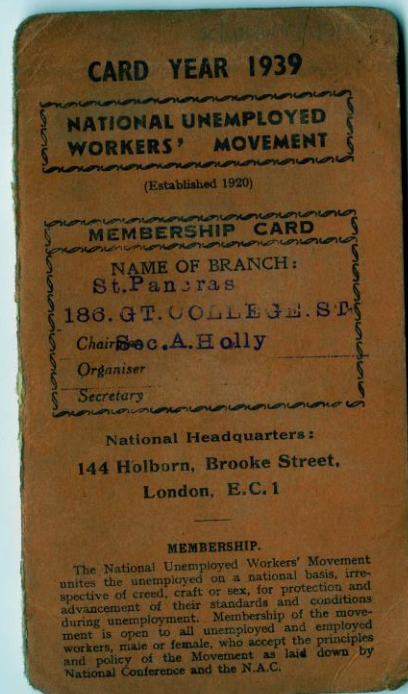 CARD YEAR 1939
NATIONAL UNEMPLOYED
WORKERS' MOVEMENT
(Established 1920)
MEMBERSHIP CARD
NAME OF BRANCH:
St.Pancras
186.GT.COLLEGE.ST.
Sec.A.Holly
Organiser
Secretary
National Headquarters:
144 Holborn, Brooke Street,
London, E.C.1
MEMBERSHIP.
The National Unemployed Workers' Movement
unites the unemployed on a national basis, irre-
spective of creed, craft or sex, for protection and
advancement of their standards and conditions
during unemployment. Membership of the move-
ment is open to all unemployed and employed
workers, male or female, who accept the principles
and policy of the Movement as laid down by
National Conference and the N.A.C.